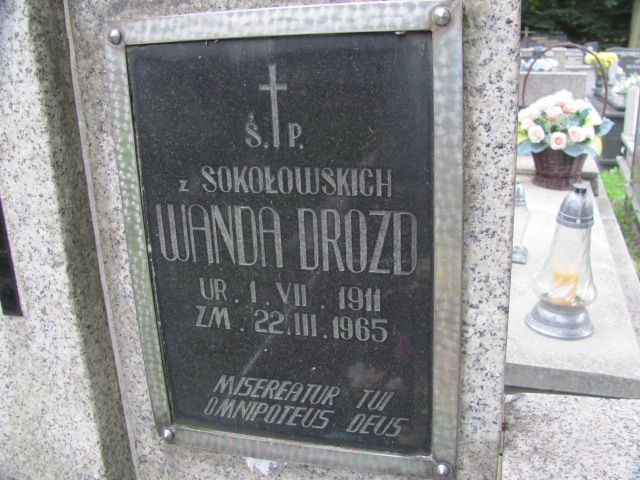 Ś. P.
z SOKOŁOWSKICH
WANDA DROZD
UR. 1. VII. 1911
ZM. 22. III. 1965
MISEREATUR TUI
OMNIPOTEUS DEUS